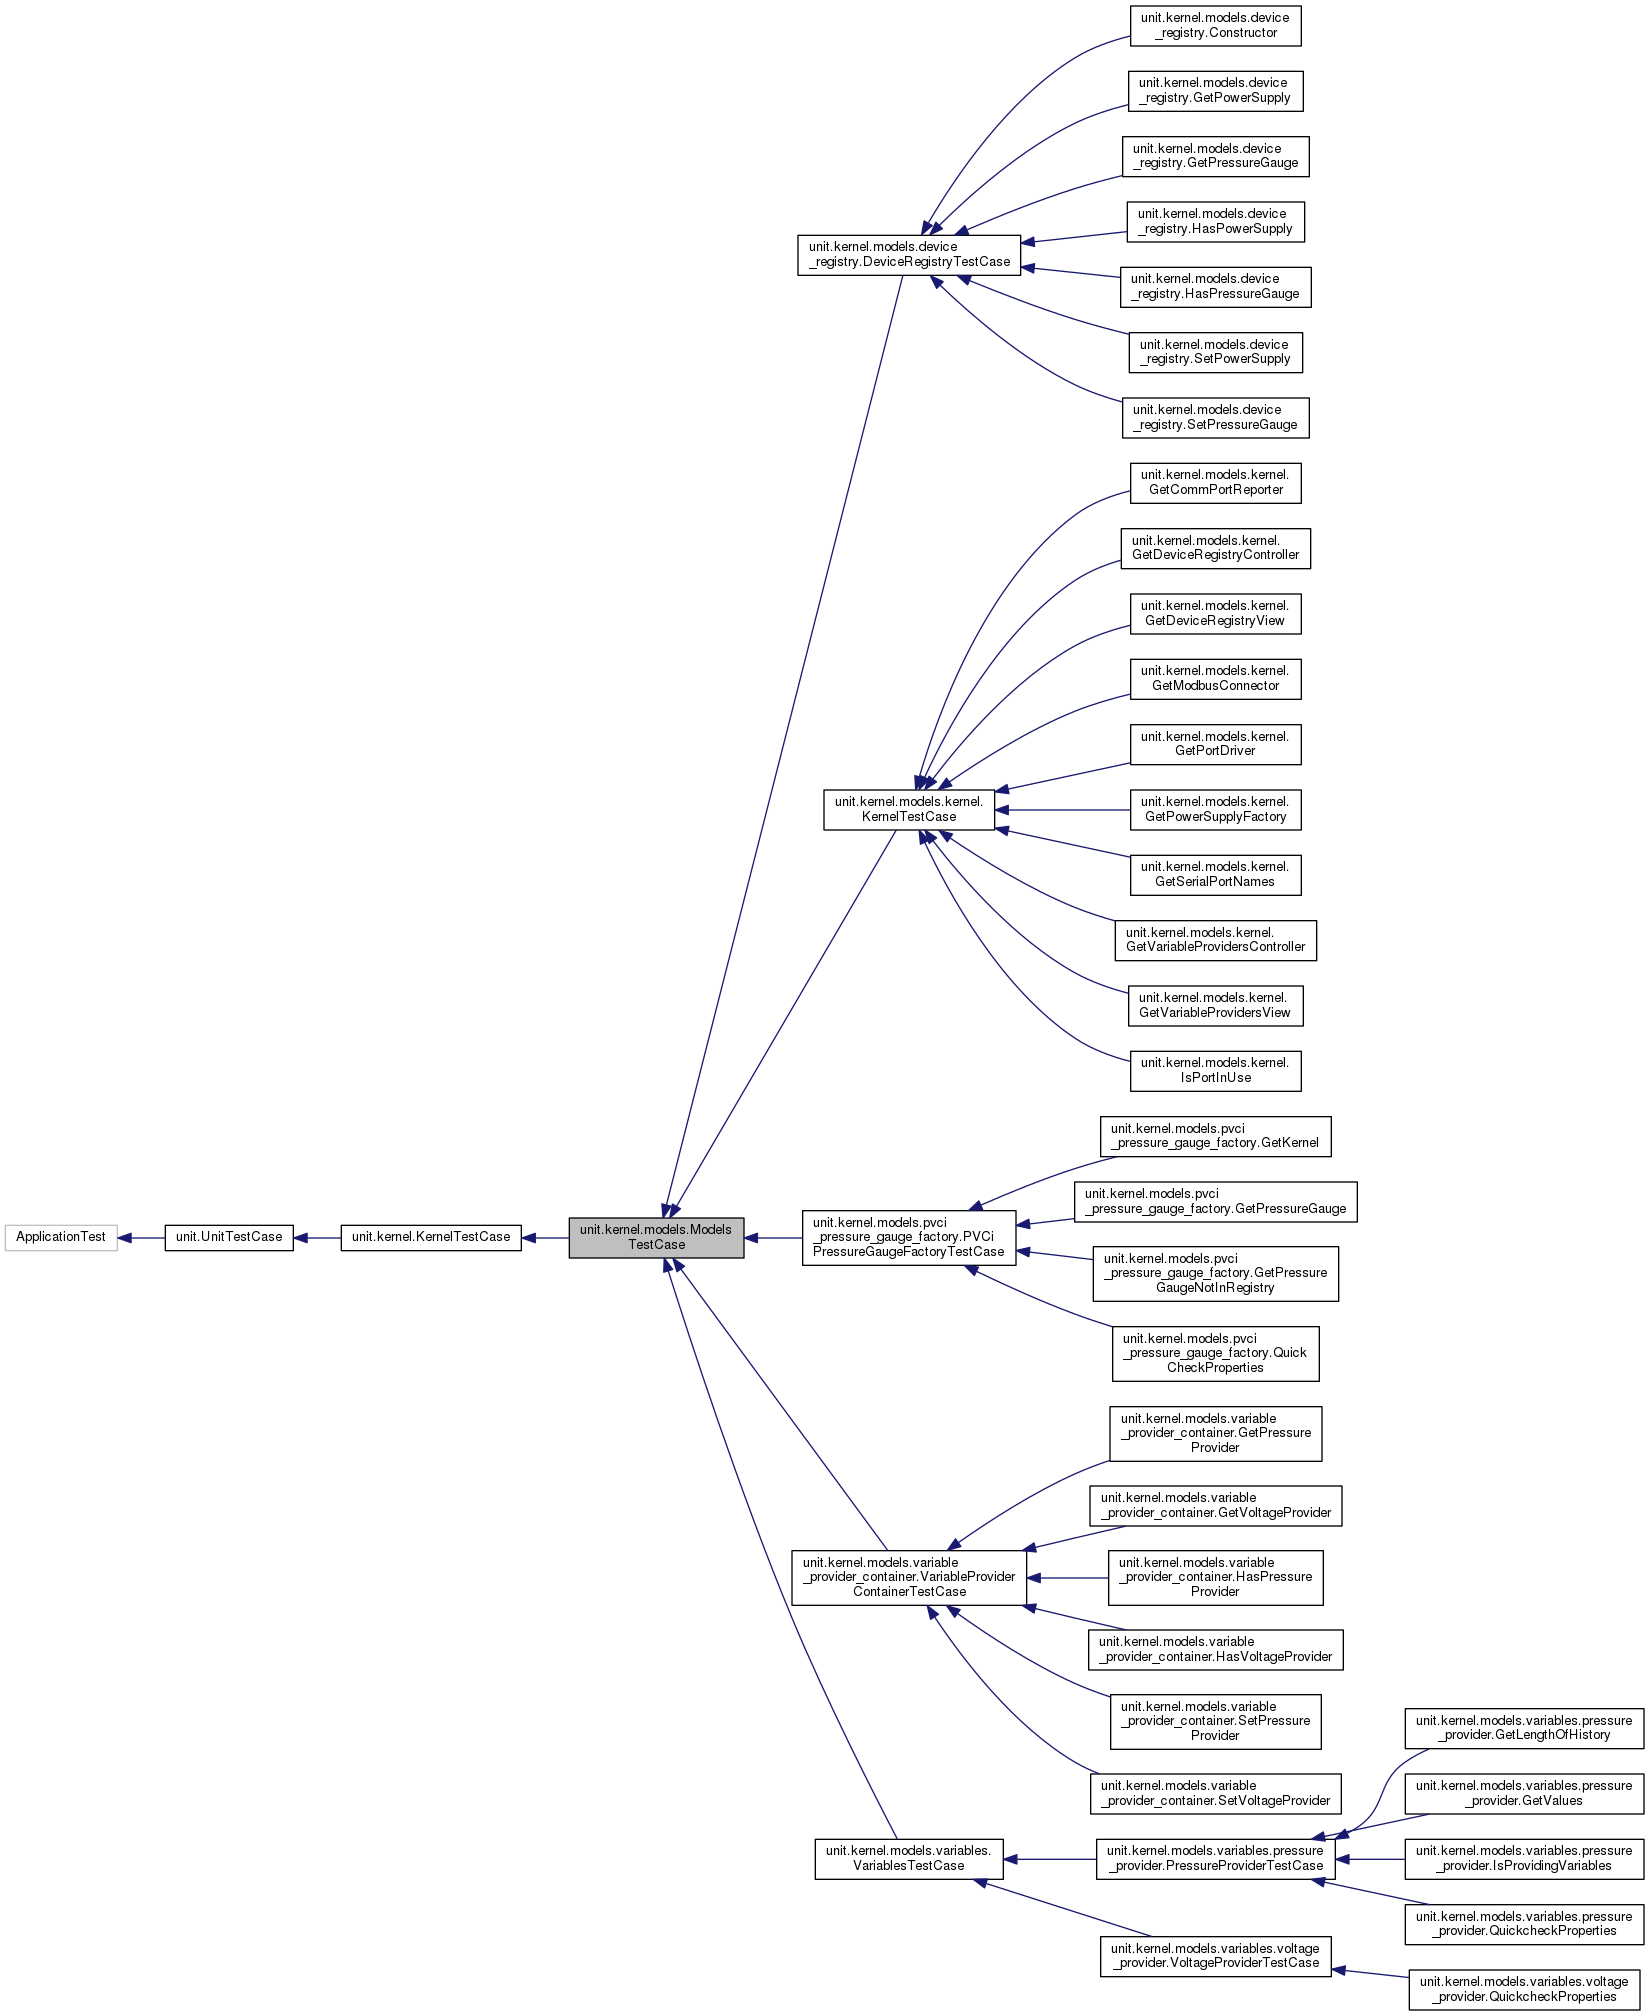 unit.kernel.models.device
_registry.Constructor
unit.kernel.models.device
_registry.GetPowerSupply
unit.kernel.models.device
_registry.GetPressureGauge
unit.kernel.models.device
_registry.HasPowerSupply
unit.kernel.models.device
_registry.DeviceRegistryTestCase
unit.kernel.models.device
_registry.HasPressureGauge
unit.kernel.models.device
_registry.SetPowerSupply
unit.kernel.models.device
_registry.SetPressureGauge
unit.kernel.models.kernel.
GetCommPortReporter
unit.kernel.models.kernel.
GetDeviceRegistryController
unit.kernel.models.kernel.
GetDeviceRegistryView
unit.kernel.models.kernel.
GetModbusConnector
unit.kernel.models.kernel.
GetPortDriver
unit.kernel.models.kernel.
KernelTestCase
unit.kernel.models.kernel.
GetPowerSupplyFactory
unit.kernel.models.kernel.
GetSerialPortNames
unit.kernel.models.kernel.
GetVariableProvidersController
unit.kernel.models.kernel.
GetVariableProvidersView
unit.kernel.models.kernel.
IsPortInUse
unit.kernel.models.pvci
_pressure_gauge_factory.GetKernel
unit.kernel.models.pvci
_pressure_gauge_factory.GetPressureGauge
ApplicationTest
unit.UnitTestCase
unit.kernel.KernelTestCase
unit.kernel.models.Models
TestCase
unit.kernel.models.pvci
_pressure_gauge_factory.PVCi
PressureGaugeFactoryTestCase
unit.kernel.models.pvci
_pressure_gauge_factory.GetPressure
GaugeNotInRegistry
unit.kernel.models.pvci
_pressure_gauge_factory.Quick
CheckProperties
unit.kernel.models.variable
_provider_container.GetPressure
Provider
unit.kernel.models.variable
_provider_container.GetVoltageProvider
unit.kernel.models.variable
_provider_container.VariableProvider
ContainerTestCase
unit.kernel.models.variable
_provider_container.HasPressure
Provider
unit.kernel.models.variable
_provider_container.HasVoltageProvider
unit.kernel.models.variable
_provider_container.SetPressure
Provider
unit.kernel.models.variable
_provider_container.SetVoltageProvider
unit.kernel.models.variables.pressure
_provider.GetLengthOfHistory
unit.kernel.models.variables.pressure
_provider.GetValues
unit.kernel.models.variables.
VariablesTestCase
unit.kernel.models.variables.pressure
_provider.PressureProviderTestCase
unit.kernel.models.variables.pressure
_provider.IsProvidingVariables
unit.kernel.models.variables.pressure
_provider.QuickcheckProperties
unit.kernel.models.variables.voltage
_provider.VoltageProviderTestCase
unit.kernel.models.variables.voltage
_provider.QuickcheckProperties